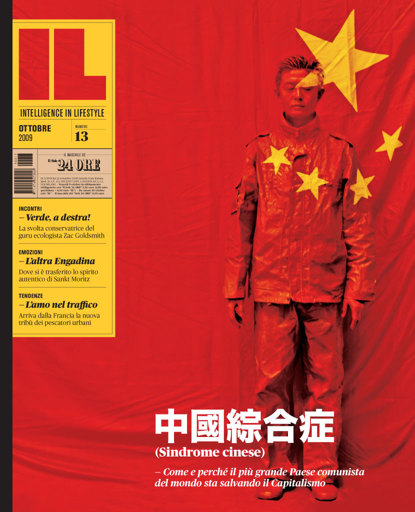 IL
INTELLIGENCE IN LIFESTYLE
OTTOBRE
2009
NUMERO
13
IL MASCHILE DE
Il Sole
24 ORE
INCONTRI
– Verde, a destra!
La svolta conservatrice del
guru ecologista Zac Goldsmith
EMOZIONI
– L'altra Engadina
Dove si è trasferito lo spirito
autentico di Sankt Moritz
TENDENZE
– L'amo nel traffico
Arriva dalla Francia la nuova
tribù dei pescatori urbani
中國綜合症
(Sindrome cinese)
– Come e perché il più grande Paese comunista
del mondo sta salvando il Capitalismo